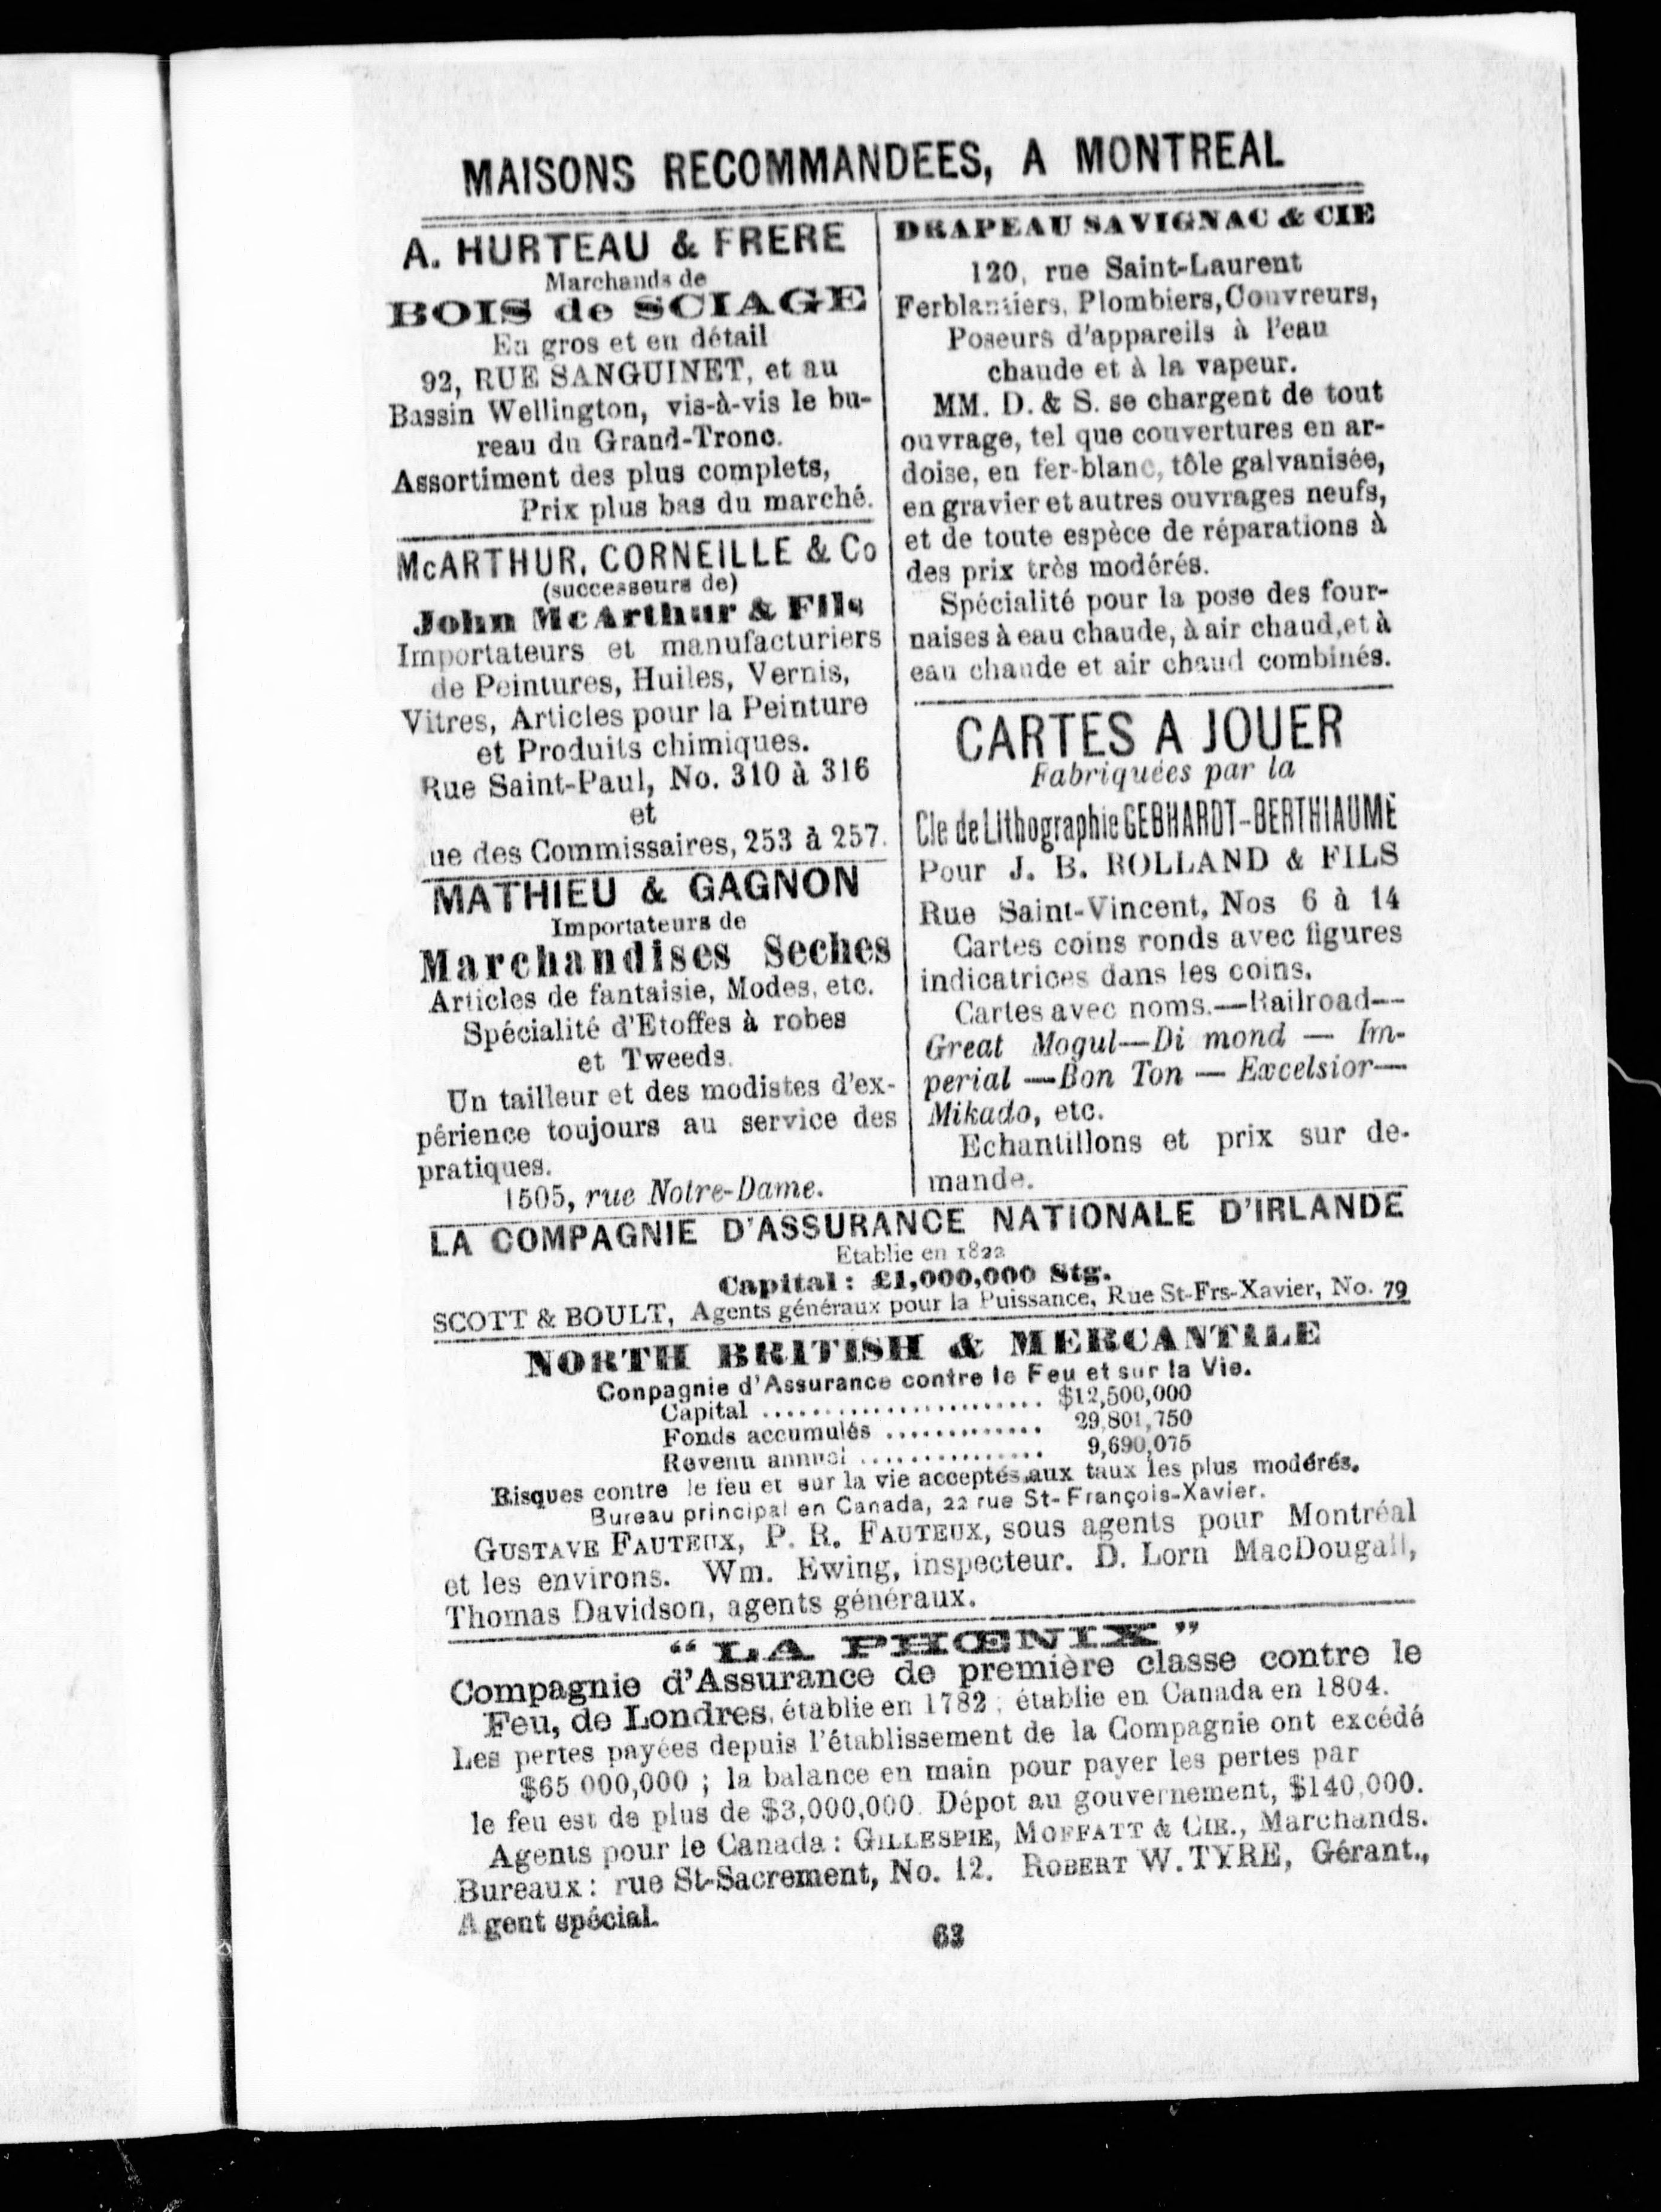 MAISONS RECOMMANDEES, A MONTREAL
A. HURTEAU & FRERE
Marchands de
BOIS de SCIAGE
En gros et en détail
92, RUE SANGUINET, et au
Bassin Wellington, vis-à-vis le bu-
reau du Grand-Tronc.
Assortiment des plus complets,
Prix plus bas du marché.
McARTHUR, CORNEILLE & Co
(successeurs de)
John McArthur & Fils
Importateurs et manufacturiers
de Peintures, Huiles, Vernis,
Vitres, Articles pour la Peinture
et Produits chimiques.
Rue Saint-Paul, No. 310 à 316
et
ue des Commissaires, 253 à 257.
MATHIEU & GAGNON
Importateurs de
Marchandises Seches
Articles de fantaisie, Modes, etc.
Spécialité d'Etoffes à robes
et Tweeds.
Un tailleur et des modistes d'ex-
périence toujours au service des
pratiques.
1505, rue Notre-Dame.
DRAPEAU SAVIGNAC & CIE
120, rue Saint-Laurent
Ferblantiers, Plombiers, Couvreurs,
Poseurs d'appareils à l'eau
chaude et à la vapeur.
MM. D. & S. se chargent de tout
ouvrage, tel que couvertures en ar-
doise, en fer-blanc, tôle galvanisée,
en gravier et autres ouvrages neufs,
et de toute espèce de réparations à
des prix très modérés.
Spécialité pour la pose des four-
naises à eau chaude, à air chaud, et à
eau chaude et air chaud combinés.
CARTES A JOUER
Fabriquées par la
Cie de Lithographie GEBHARDT-BERTHIAUME
Pour J. B. ROLLAND & FILS
Rue Saint-Vincent, Nos 6 à 14
Cartes coins ronds avec figures
indicatrices dans les coins.
Cartes avec noms.—Railroad—
Great Mogul—Di mond — Im-
perial —Bon Ton — Excelsior—
Mikado, etc.
Echantillons et prix sur de-
mande.
LA COMPAGNIE D'ASSURANCE NATIONALE D'IRLANDE
Etablie en 1822
Capital : £1,000,000 Stg.
SCOTT & BOULT, Agents généraux pour la Puissance, Rue St-Frs-Xavier, No. 79
NORTH BRITISH & MERCANTILE
Conpagnie d'Assurance contre le Feu et sur la Vie.
Capital ...................... $12,500,000
Fonds accumulés ............. 29,801,750
Revenu annuel ............... 9,690,075
Risques contre le feu et sur la vie acceptés aux taux les plus modérés.
Bureau principal en Canada, 22 rue St-François-Xavier.
GUSTAVE FAUTEUX, P. R. FAUTEUX, sous agents pour Montréal
et les environs. Wm. Ewing, inspecteur. D. Lorn MacDougall,
Thomas Davidson, agents généraux.
"LA PHŒNIX"
Compagnie d'Assurance de première classe contre le
Feu, de Londres, établie en 1782 ; établie en Canada en 1804.
Les pertes payées depuis l'établissement de la Compagnie ont excédé
$65 000,000 ; la balance en main pour payer les pertes par
le feu est de plus de $3,000,000. Dépot au gouvernement, $140,000.
Agents pour le Canada : GILLESPIE, MOFFATT & CIE., Marchands.
Bureaux : rue St-Sacrement, No. 12. ROBERT W. TYRE, Gérant.,
Agent spécial.
63